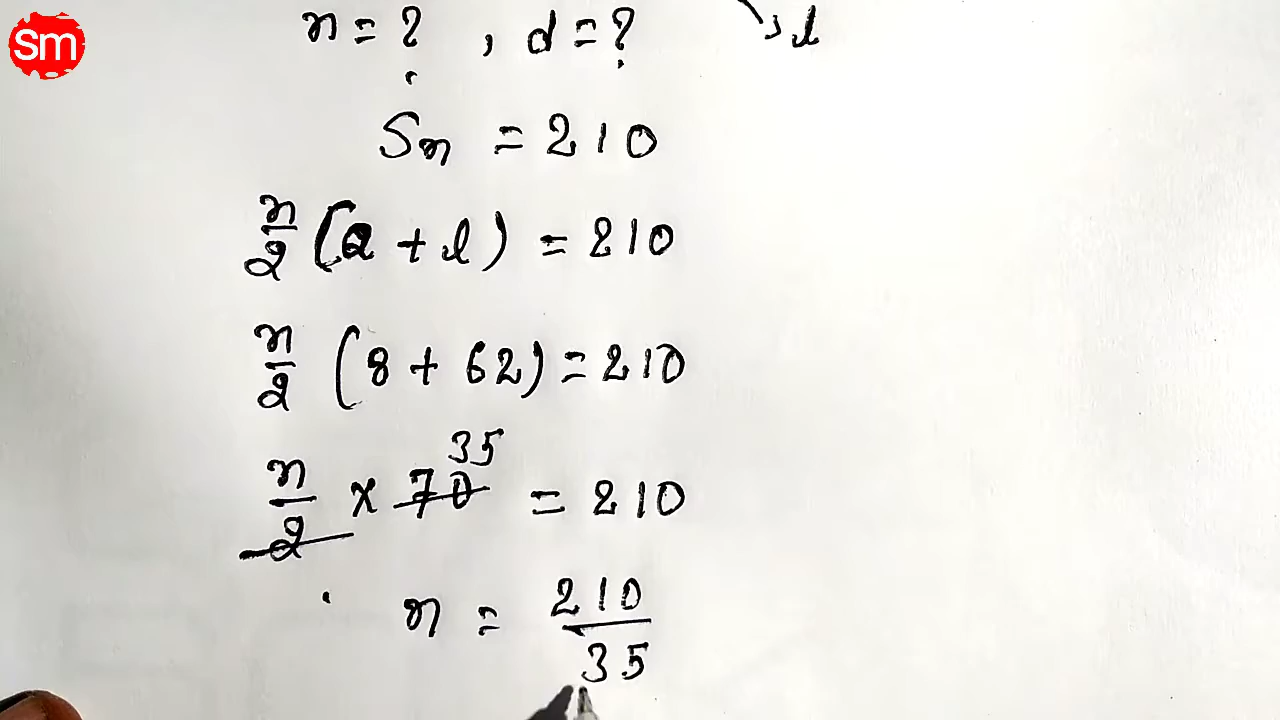 Sm
n = ? , d = ?
Sn = 210
n/2 (a + l) = 210
n/2 (8 + 62) = 210
35
n/2 × 70 = 210
n = 210/35